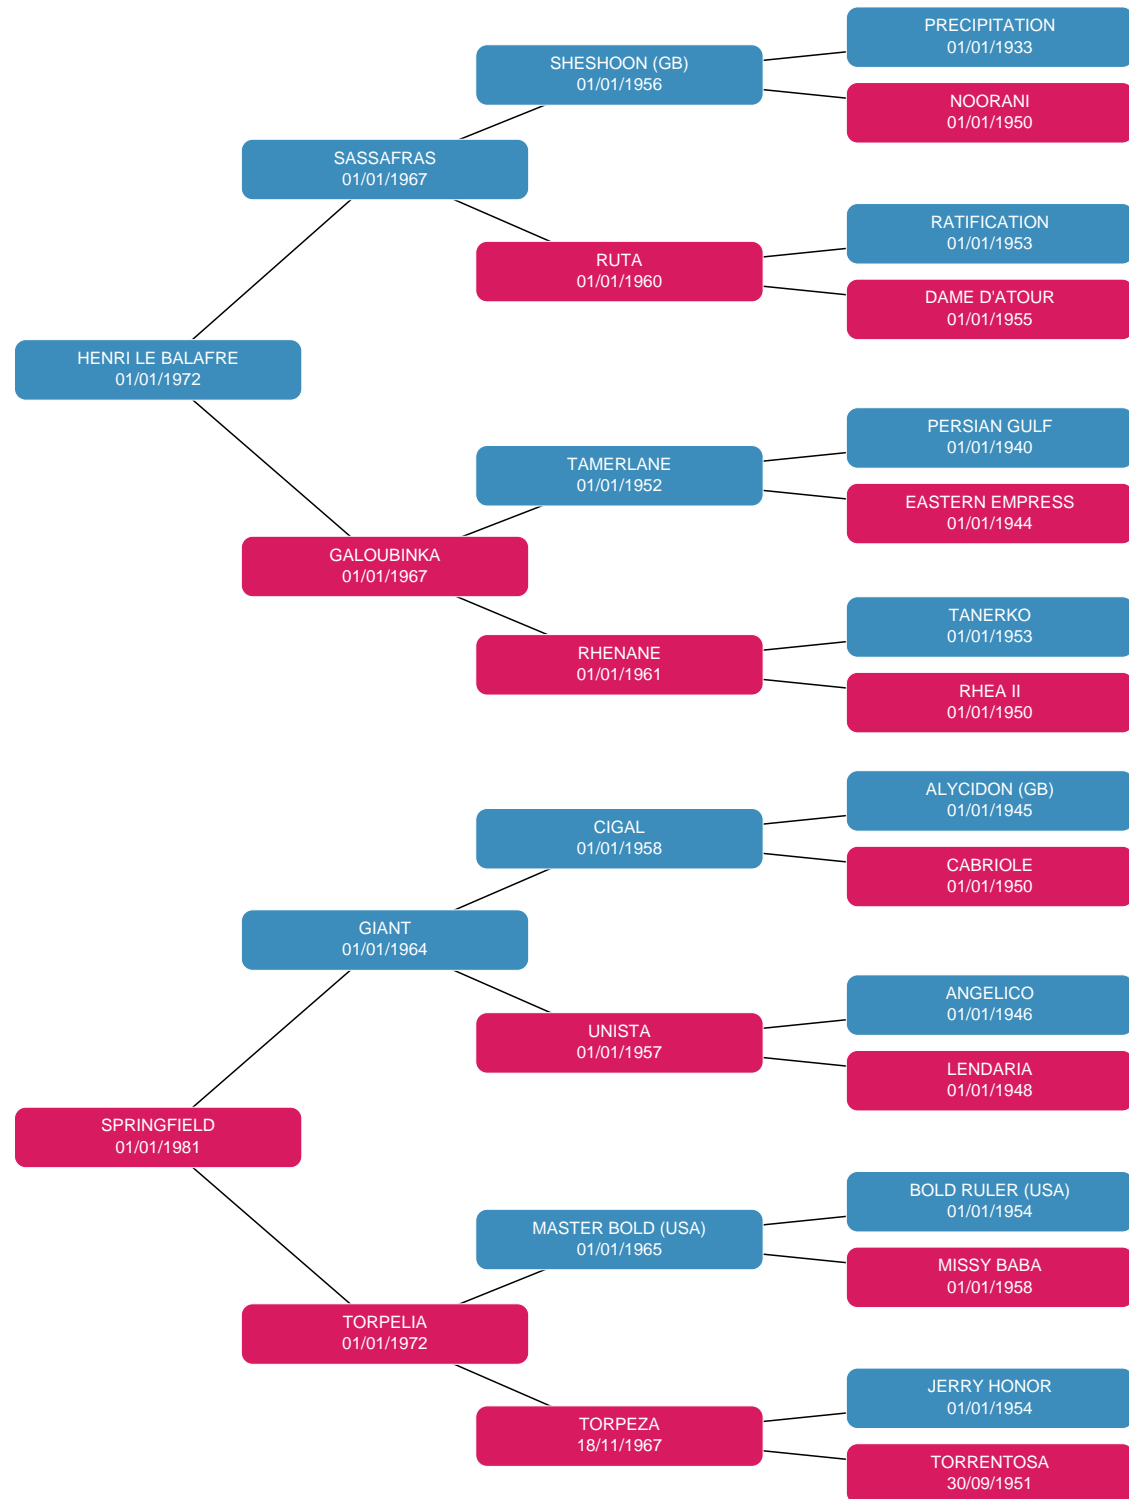 PRECIPITATION
01/01/1933
SHESHOON (GB)
01/01/1956
NOORANI
01/01/1950
SASSAFRAS
01/01/1967
RATIFICATION
01/01/1953
RUTA
01/01/1960
DAME D'ATOUR
01/01/1955
HENRI LE BALAFRE
01/01/1972
PERSIAN GULF
01/01/1940
TAMERLANE
01/01/1952
EASTERN EMPRESS
01/01/1944
GALOUBINKA
01/01/1967
TANERKO
01/01/1953
RHENANE
01/01/1961
RHEA II
01/01/1950
ALYCIDON (GB)
01/01/1945
CIGAL
01/01/1958
CABRIOLE
01/01/1950
GIANT
01/01/1964
ANGELICO
01/01/1946
UNISTA
01/01/1957
LENDARIA
01/01/1948
SPRINGFIELD
01/01/1981
BOLD RULER (USA)
01/01/1954
MASTER BOLD (USA)
01/01/1965
MISSY BABA
01/01/1958
TORPELIA
01/01/1972
JERRY HONOR
01/01/1954
TORPEZA
18/11/1967
TORRENTOSA
30/09/1951